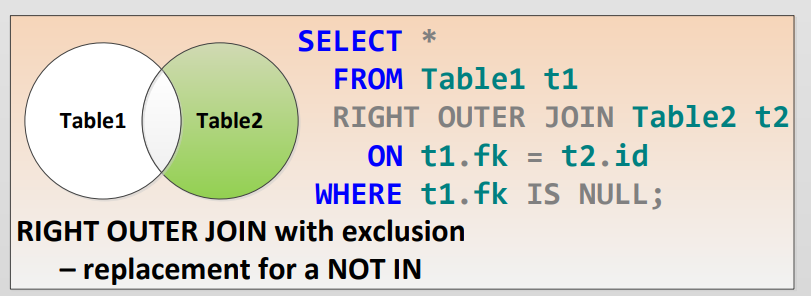 Table1
Table2
SELECT *
FROM Table1 t1
RIGHT OUTER JOIN Table2 t2
ON t1.fk = t2.id
WHERE t1.fk IS NULL;
RIGHT OUTER JOIN with exclusion
– replacement for a NOT IN